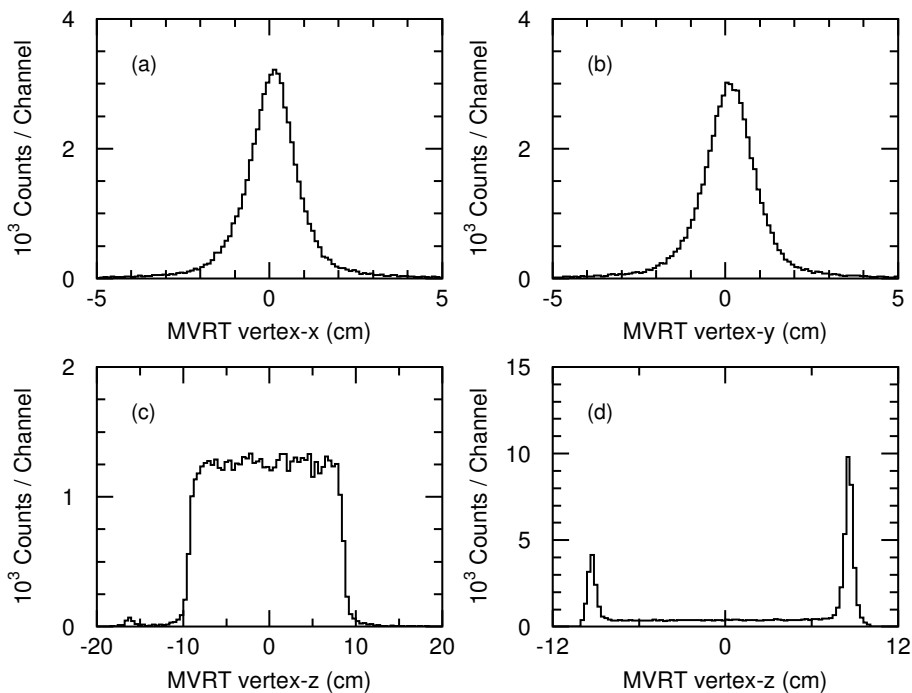 4
2
0
10³ Counts / Channel
(a)
-5 0 5
MVRT vertex-x (cm)
4
2
0
10³ Counts / Channel
(b)
-5 0 5
MVRT vertex-y (cm)
2
1
0
10³ Counts / Channel
(c)
-20 -10 0 10 20
MVRT vertex-z (cm)
15
10
5
0
10³ Counts / Channel
(d)
-12 0 12
MVRT vertex-z (cm)